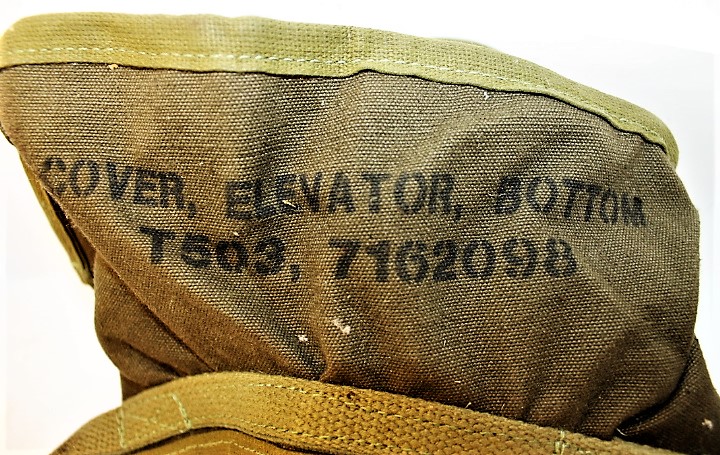 COVER, ELEVATOR, BOTTOM
T603, 7162098